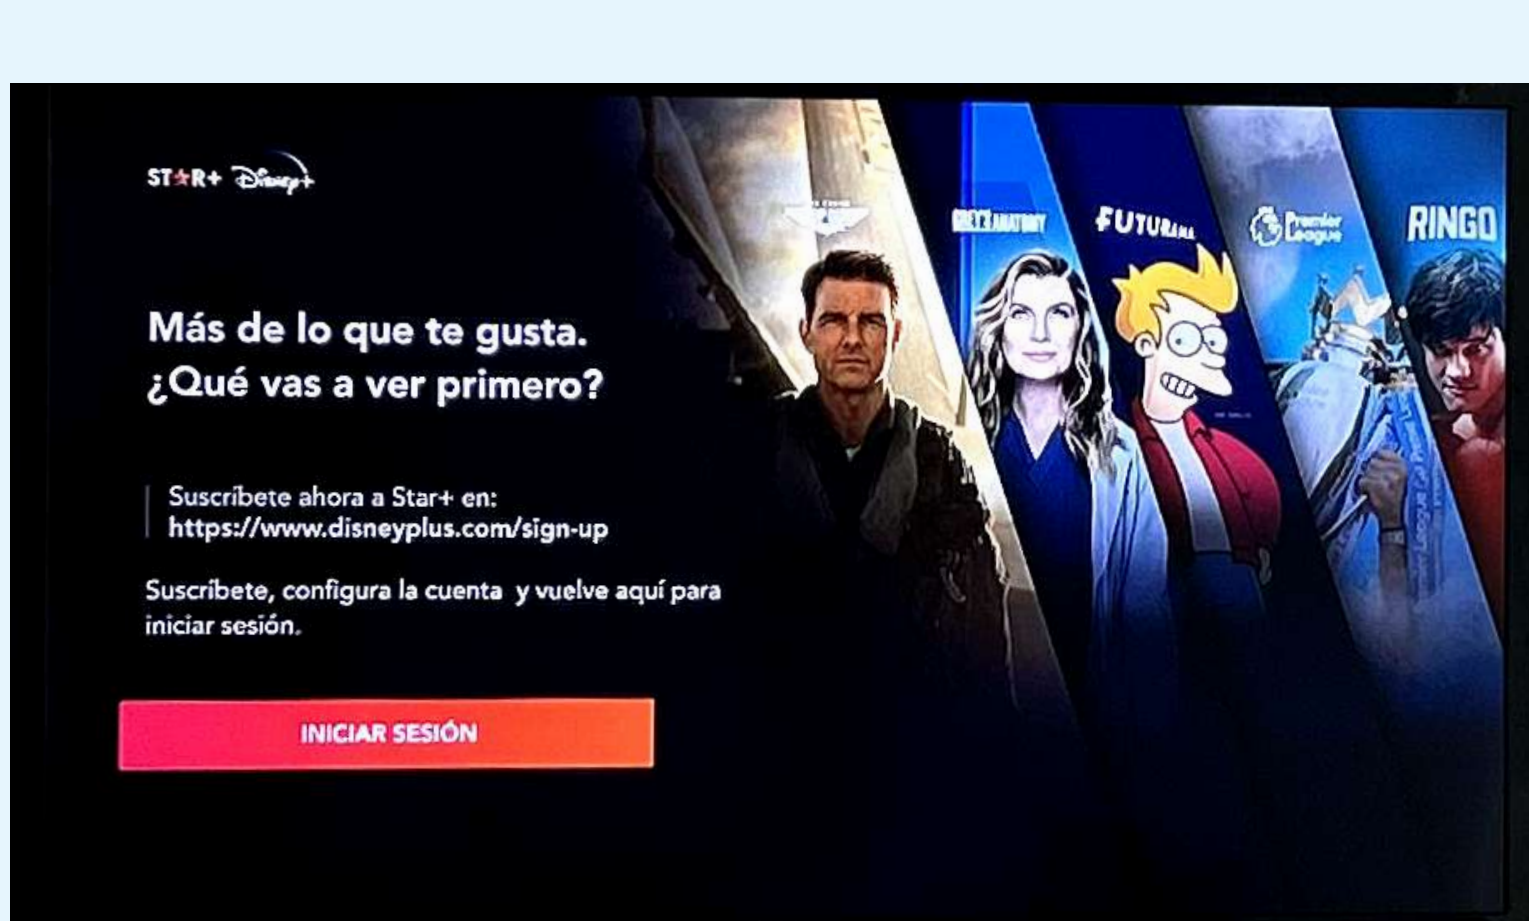 STAR+ Disney+
GREY'S ANATOMY
FUTURAMA
Premier
League
RINGO
Más de lo que te gusta.
¿Qué vas a ver primero?
Suscríbete ahora a Star+ en:
https://www.disneyplus.com/sign-up
Suscríbete, configura la cuenta y vuelve aquí para
iniciar sesión.
INICIAR SESIÓN